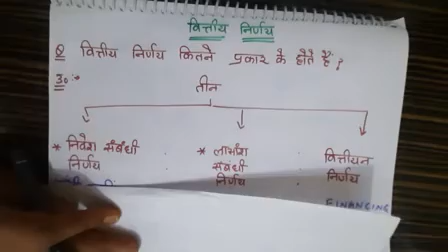 वित्तीय निर्णय
Q वित्तीय निर्णय कितने प्रकार के होते हैं ?
उ०:-
तीन
* निवेश संबंधी निर्णय
* लाभांश संबंधी निर्णय
वित्तीयन निर्णय
FINANCING